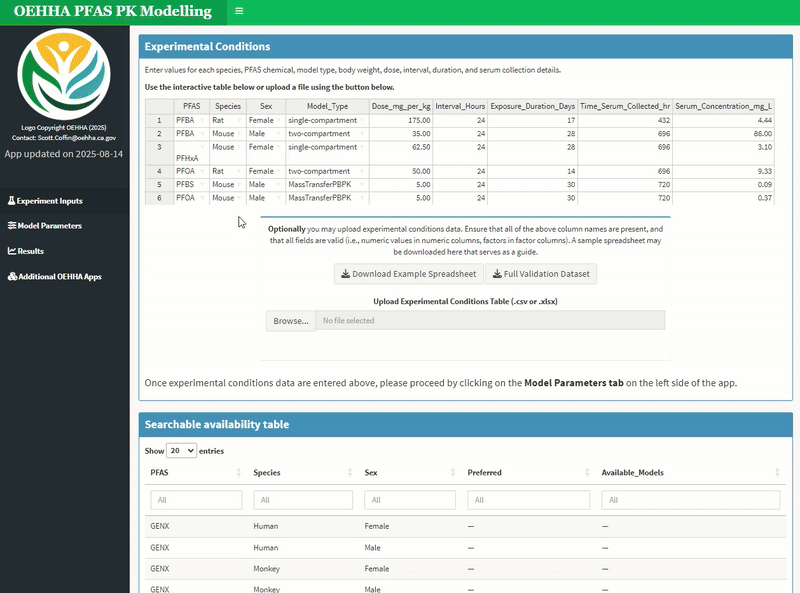 OEHHA PFAS PK Modelling
Logo Copyright OEHHA (2025)
Contact: Scott.Coffin@oehha.ca.gov
App updated on 2025-08-14
Experiment Inputs
Model Parameters
Results
Additional OEHHA Apps
Experimental Conditions
Enter values for each species, PFAS chemical, model type, body weight, dose, interval, duration, and serum collection details.
Use the interactive table below or upload a file using the button below.
PFAS Species Sex Model_Type Dose_mg_per_kg Interval_Hours Exposure_Duration_Days Time_Serum_Collected_hr Serum_Concentration_mg_L
1 PFBA Rat Female single-compartment 175.00 24 17 432 4.44
2 PFBA Mouse Male two-compartment 35.00 24 28 696 86.00
3 PFHxA Mouse Female single-compartment 62.50 24 28 696 3.10
4 PFOA Rat Female two-compartment 50.00 24 14 696 9.33
5 PFBS Mouse Male MassTransferPBPK 5.00 24 30 720 0.09
6 PFOA Mouse Male MassTransferPBPK 5.00 24 30 720 0.37
Optionally you may upload experimental conditions data. Ensure that all of the above column names are present, and
that all fields are valid (i.e., numeric values in numeric columns, factors in factor columns). A sample spreadsheet may
be downloaded here that serves as a guide.
Download Example Spreadsheet Full Validation Dataset
Upload Experimental Conditions Table (.csv or .xlsx)
Browse... No file selected
Once experimental conditions data are entered above, please proceed by clicking on the Model Parameters tab on the left side of the app.
Searchable availability table
Show 20 entries
PFAS Species Sex Preferred Available_Models
All All All All All
GENX Human Female — —
GENX Human Male — —
GENX Monkey Female — —
GENX Monkey Male — —